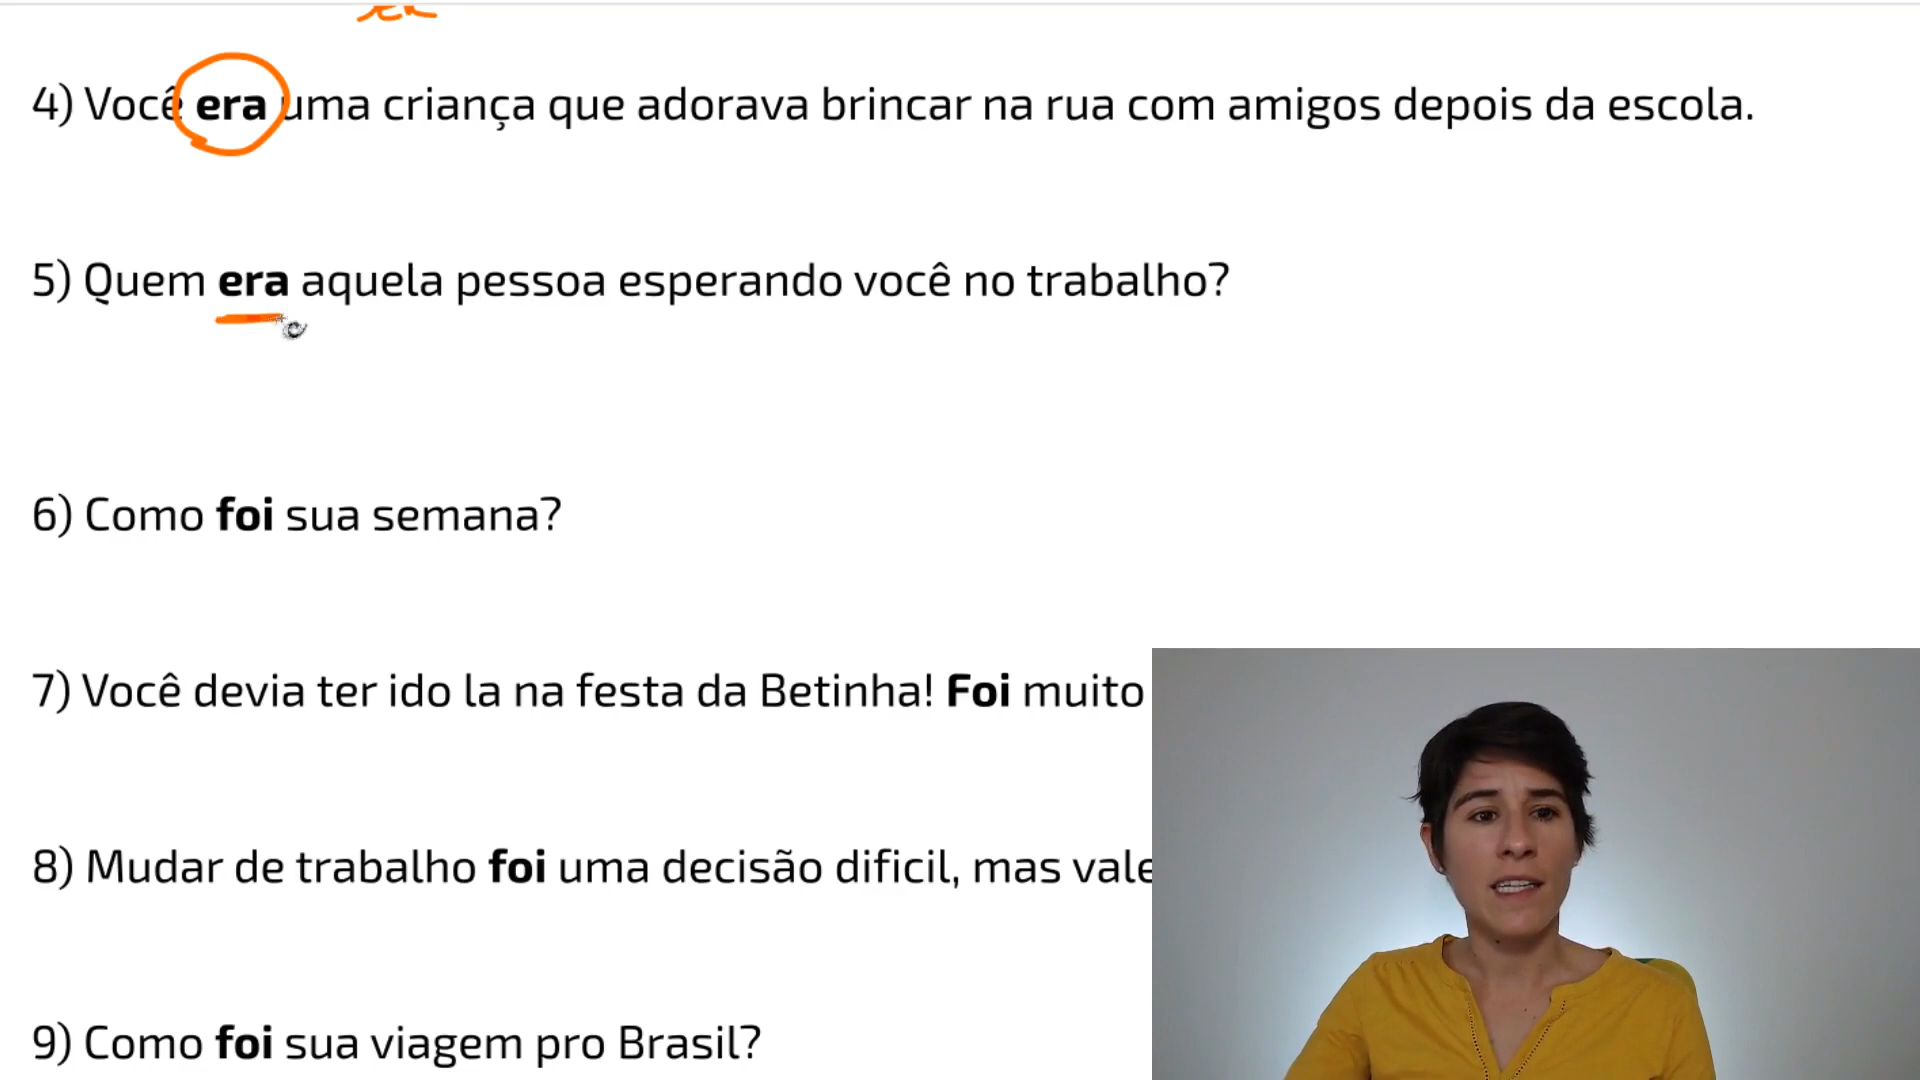 4) Você era uma criança que adorava brincar na rua com amigos depois da escola.
5) Quem era aquela pessoa esperando você no trabalho?
6) Como foi sua semana?
7) Você devia ter ido la na festa da Betinha! Foi muito
8) Mudar de trabalho foi uma decisão dificil, mas vale
9) Como foi sua viagem pro Brasil?